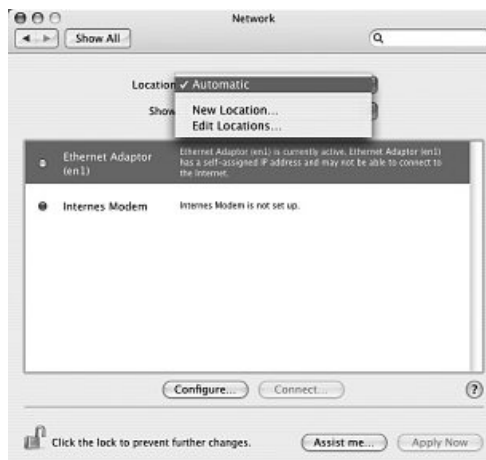 Network
Show All
Location
✓ Automatic
Show
New Location...
Edit Locations...
Ethernet Adaptor
(en1)
Ethernet Adaptor (en1) is currently active. Ethernet Adaptor (en1)
has a self-assigned IP address and may not be able to connect to
the Internet.
Internes Modem
Internes Modem is not set up.
Configure...
Connect...
?
Click the lock to prevent further changes.
Assist me...
Apply Now